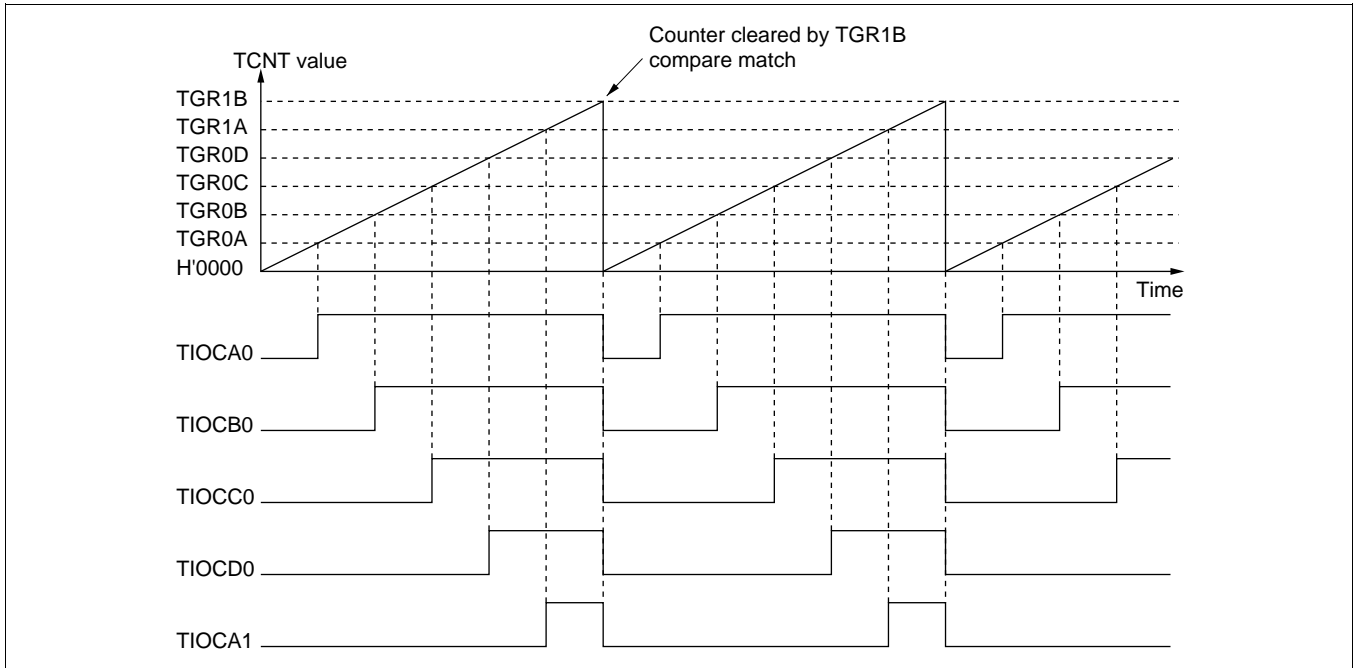 Counter cleared by TGR1B
compare match
TCNT value
TGR1B
TGR1A
TGR0D
TGR0C
TGR0B
TGR0A
H'0000
Time
TIOCA0
TIOCB0
TIOCC0
TIOCD0
TIOCA1